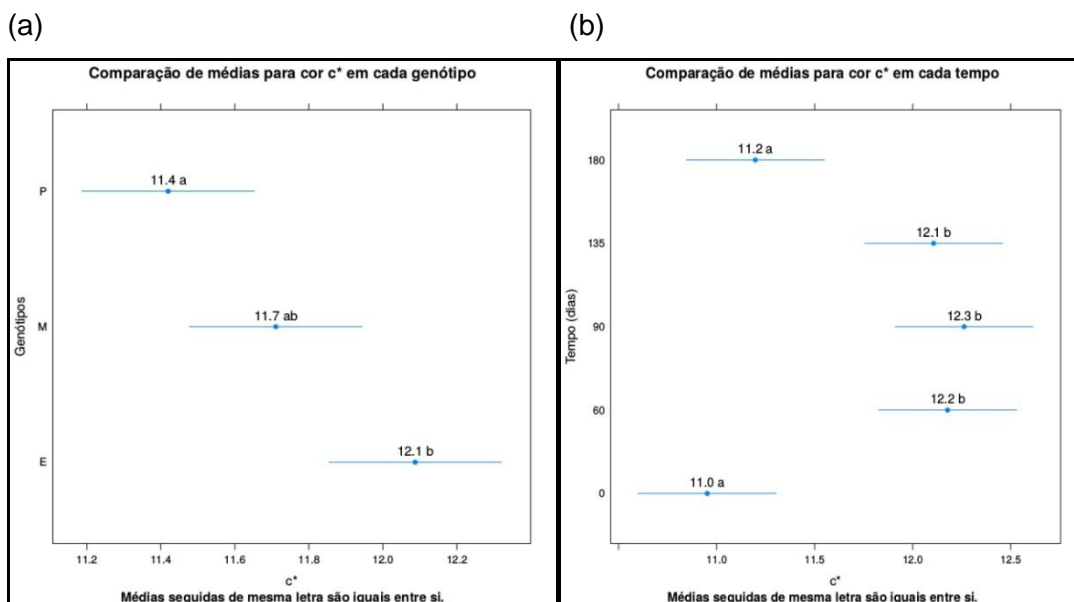 (a)
(b)
Comparação de médias para cor c* em cada genótipo
P
M
E
Genótipos
11.4 a
11.7 ab
12.1 b
11.2
11.4
11.6
11.8
12.0
12.2
c*
Médias seguidas de mesma letra são iguais entre si.
Comparação de médias para cor c* em cada tempo
180
135
90
60
0
Tempo (dias)
11.2 a
12.1 b
12.3 b
12.2 b
11.0 a
11.0
11.5
12.0
12.5
c*
Médias seguidas de mesma letra são iguais entre si.